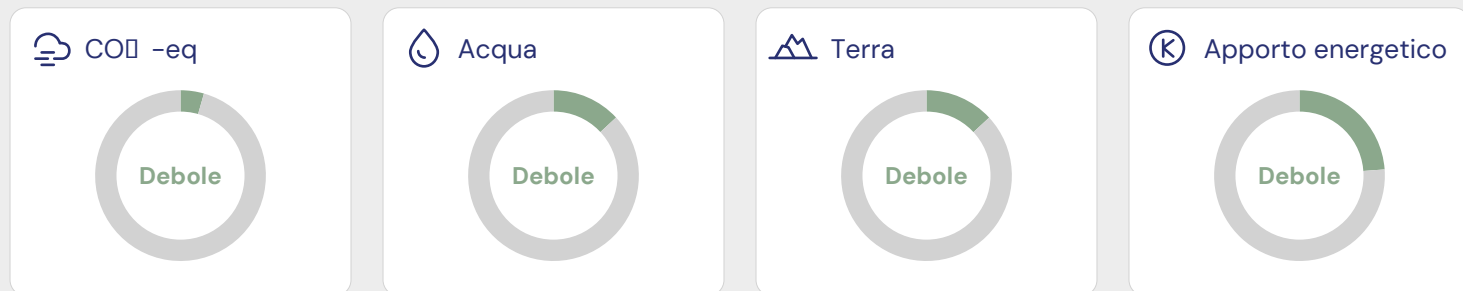 CO▯ -eq
Acqua
Terra
Apporto energetico
Debole
Debole
Debole
Debole